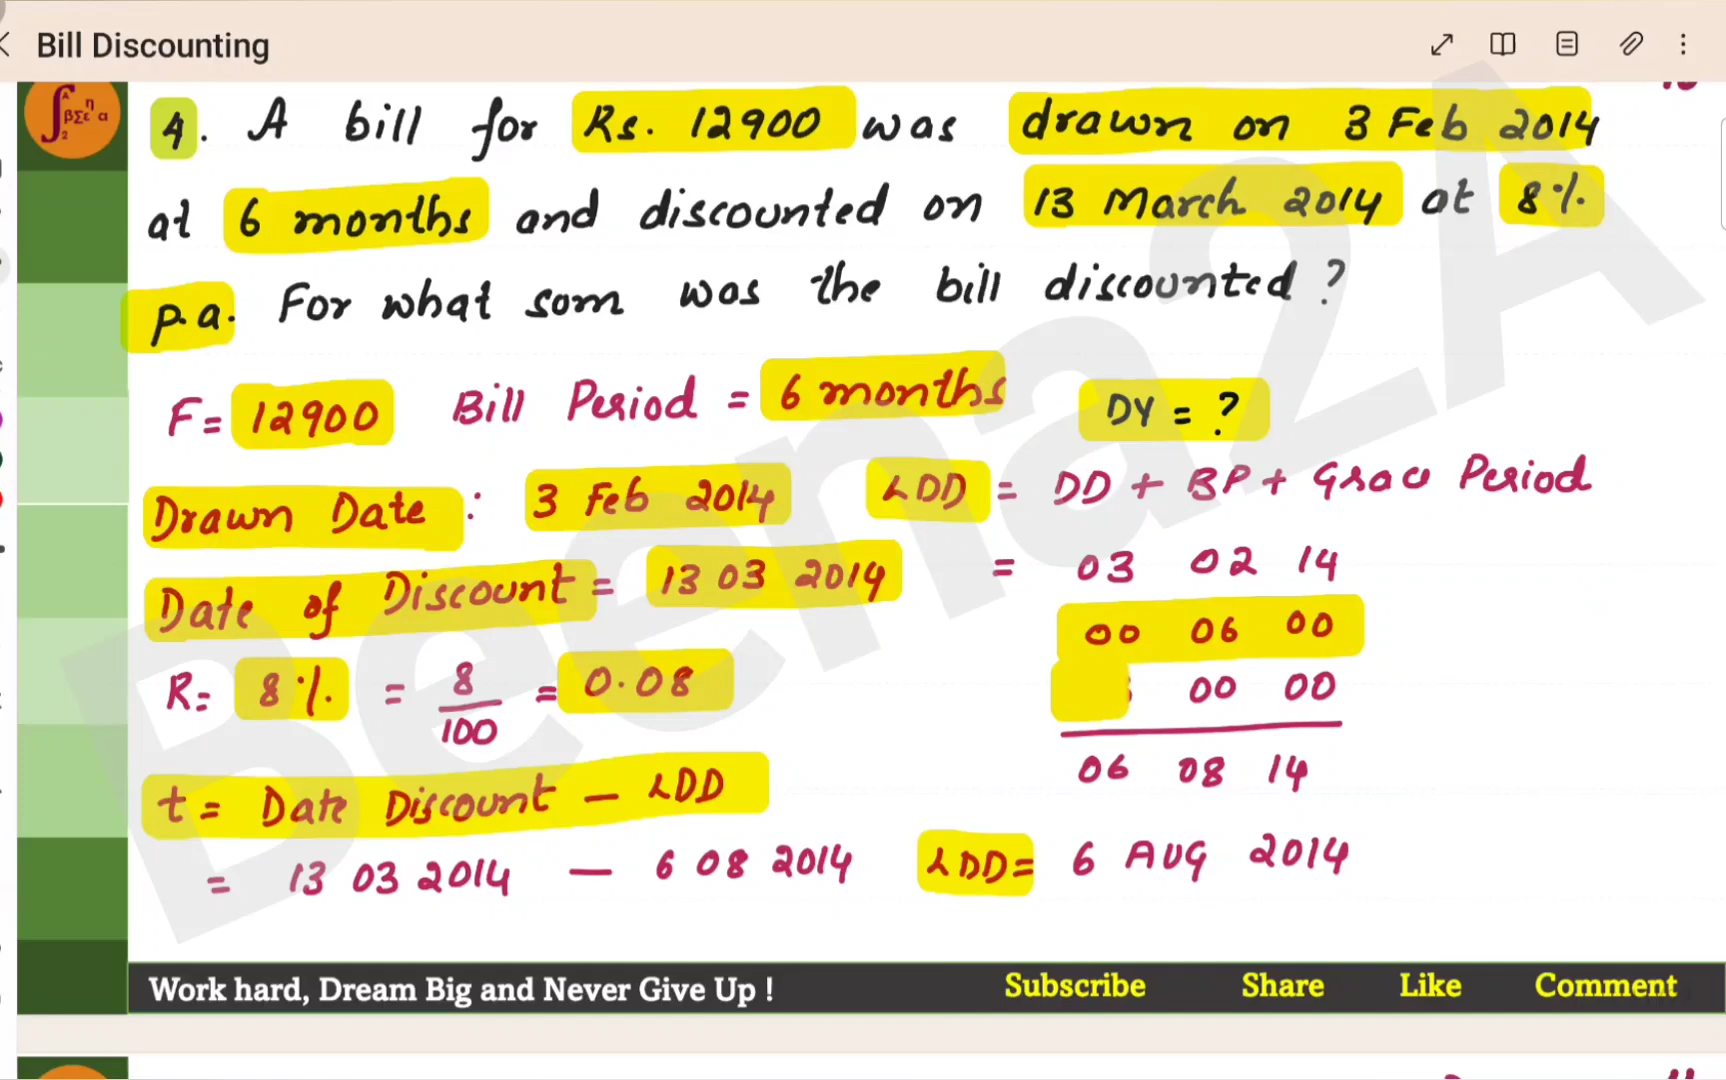 Bill Discounting
4. A bill for Rs. 12900 was drawn on 3 Feb 2014
at 6 months and discounted on 13 March 2014 at 8%
p.a. For what som was the bill discounted?
F= 12900 Bill Period = 6 months DV = ?
Drawn Date : 3 Feb 2014 LDD = DD + BP + Grace Period
Date of Discount = 13 03 2014 = 03 02 14
00 06 00
R= 8% = 8/100 = 0.08 00 00
t= Date Discount – LDD 06 08 14
= 13 03 2014 – 6 08 2014 LDD= 6 AUG 2014
Beena2A
Work hard, Dream Big and Never Give Up ! Subscribe Share Like Comment